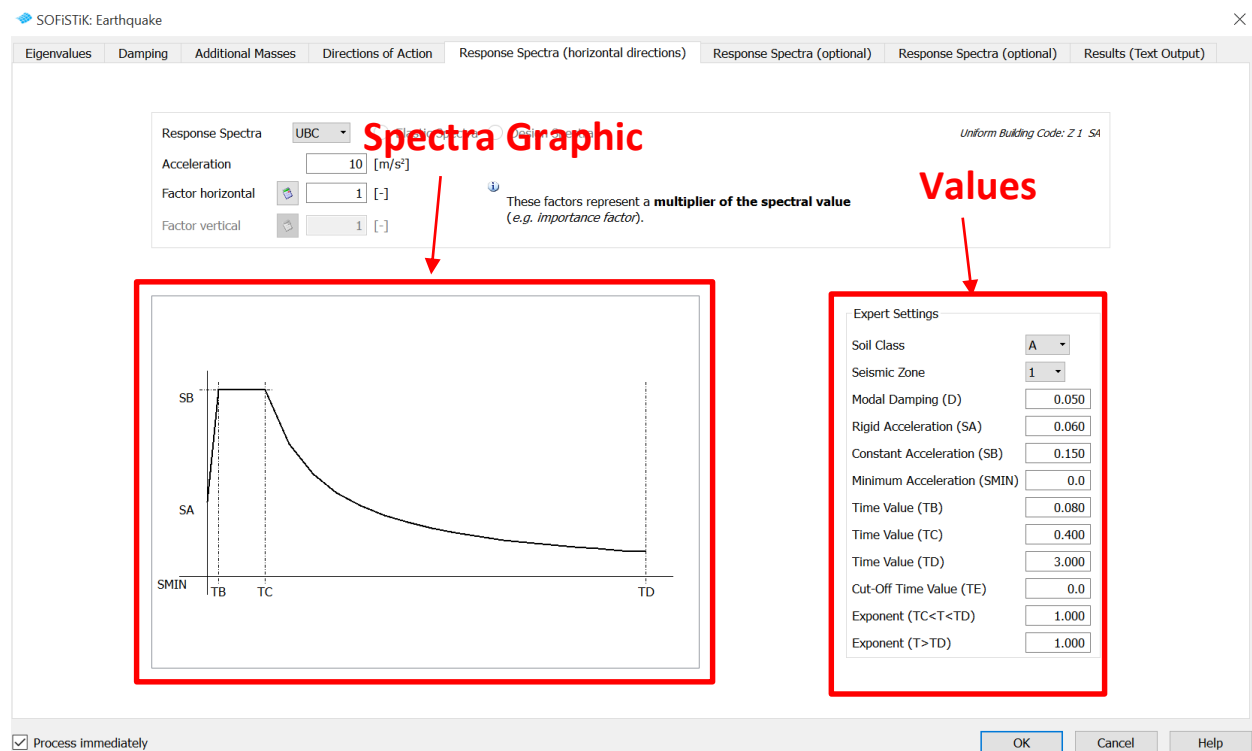 SOFiSTiK: Earthquake
Eigenvalues Damping Additional Masses Directions of Action Response Spectra (horizontal directions) Response Spectra (optional) Response Spectra (optional) Results (Text Output)
Response Spectra UBC Elastic Spectra Design Spectra Uniform Building Code: Z 1 SA
Spectra Graphic
Acceleration 10 [m/s²]
Factor horizontal 1 [-]
These factors represent a multiplier of the spectral value
(e.g. importance factor).
Values
Factor vertical 1 [-]
SB
SA
SMIN
TB TC TD
Expert Settings
Soil Class A
Seismic Zone 1
Modal Damping (D) 0.050
Rigid Acceleration (SA) 0.060
Constant Acceleration (SB) 0.150
Minimum Acceleration (SMIN) 0.0
Time Value (TB) 0.080
Time Value (TC) 0.400
Time Value (TD) 3.000
Cut-Off Time Value (TE) 0.0
Exponent (TC<T<TD) 1.000
Exponent (T>TD) 1.000
Process immediately OK Cancel Help